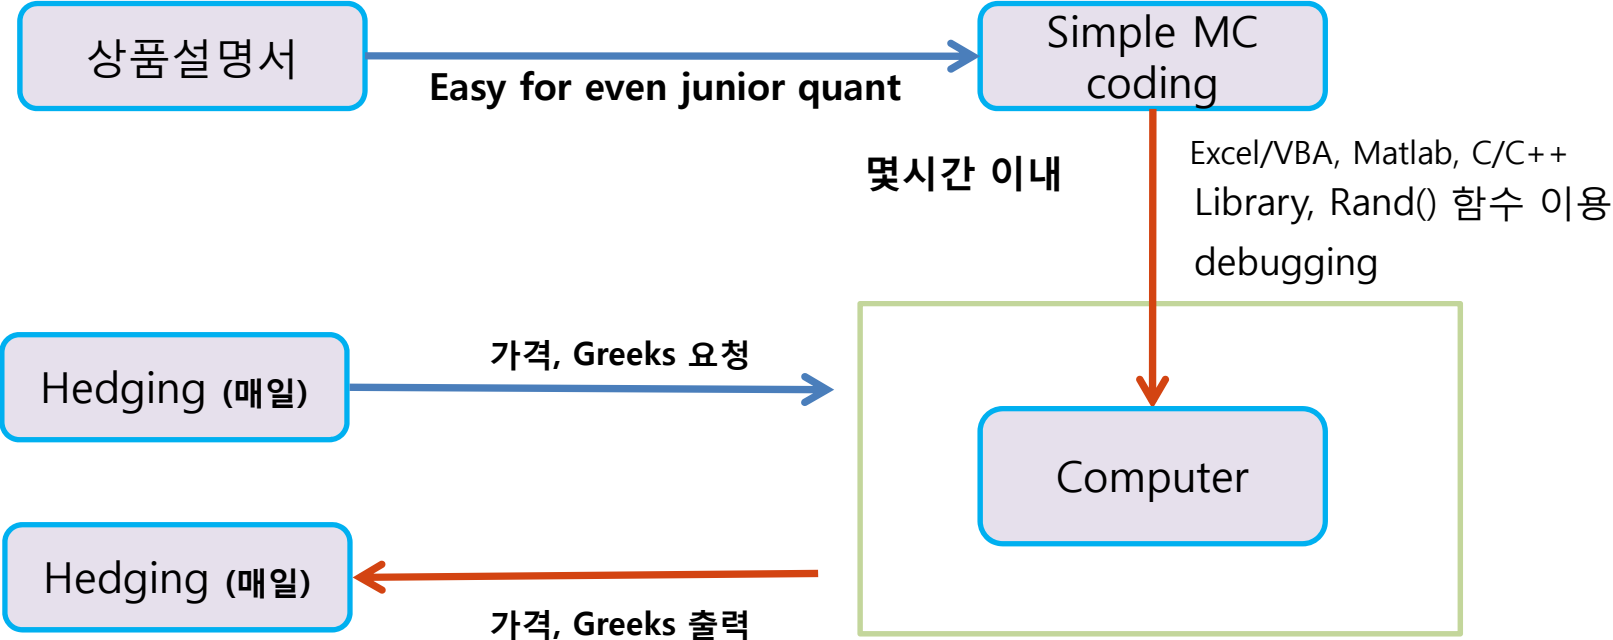 상품설명서
Easy for even junior quant
Simple MC
coding
몇시간 이내
Excel/VBA, Matlab, C/C++
Library, Rand() 함수 이용
debugging
Hedging (매일)
가격, Greeks 요청
Computer
Hedging (매일)
가격, Greeks 출력